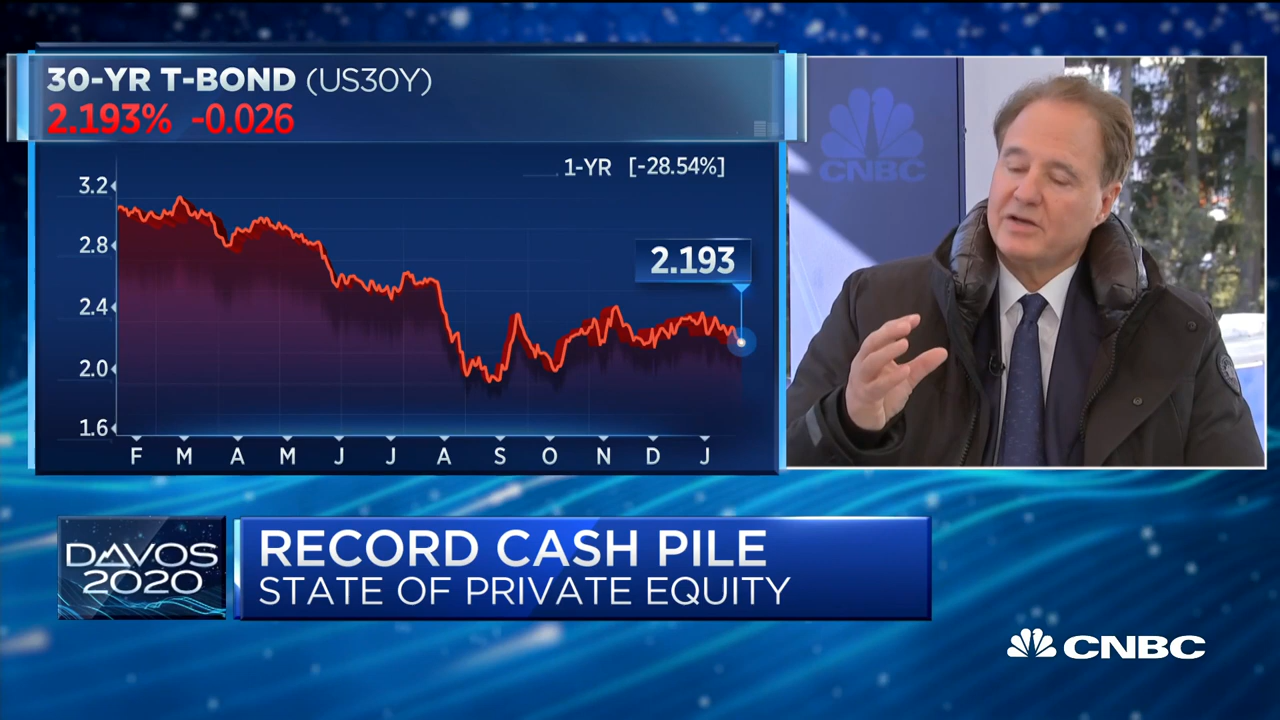 30-YR T-BOND (US30Y)
2.193% -0.026
1-YR [-28.54%]
3.2
2.8
2.4
2.0
1.6
2.193
F M A M J J A S O N D J
CNBC
DAVOS
2020
RECORD CASH PILE
STATE OF PRIVATE EQUITY
CNBC